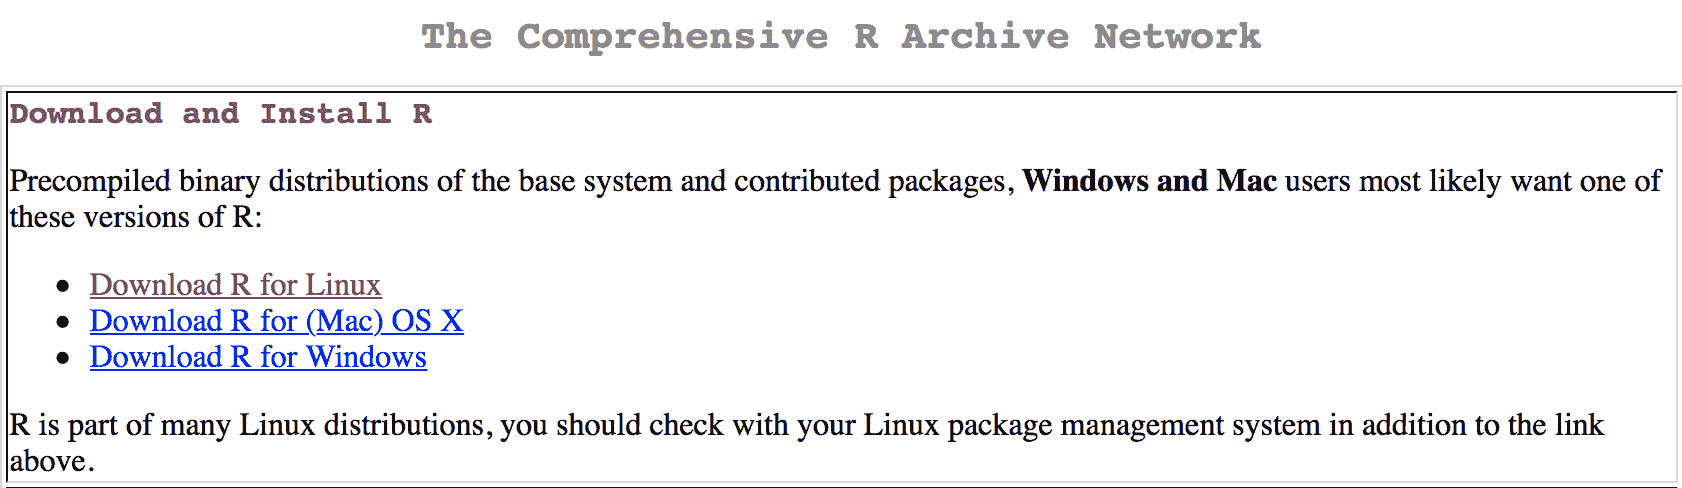 The Comprehensive R Archive Network
Download and Install R
Precompiled binary distributions of the base system and contributed packages, Windows and Mac users most likely want one of
these versions of R:
Download R for Linux
Download R for (Mac) OS X
Download R for Windows
R is part of many Linux distributions, you should check with your Linux package management system in addition to the link
above.